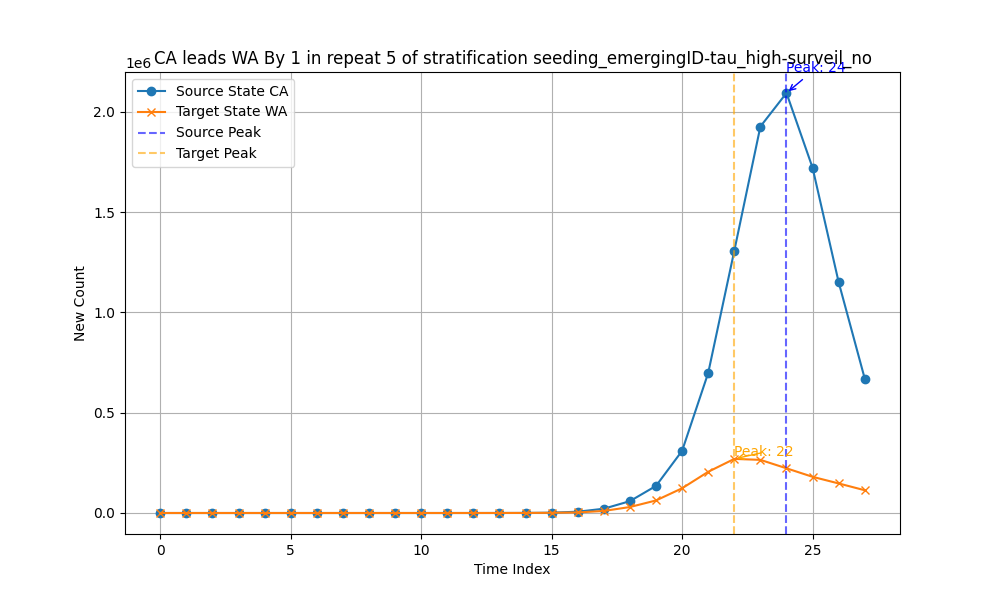 CA leads WA By 1 in repeat 5 of stratification seeding_emergingID-tau_high-surveil_no
1e6
Peak: 24
Source State CA
Target State WA
Source Peak
Target Peak
2.0
1.5
1.0
0.5
0.0
New Count
Peak: 22
0
5
10
15
20
25
Time Index